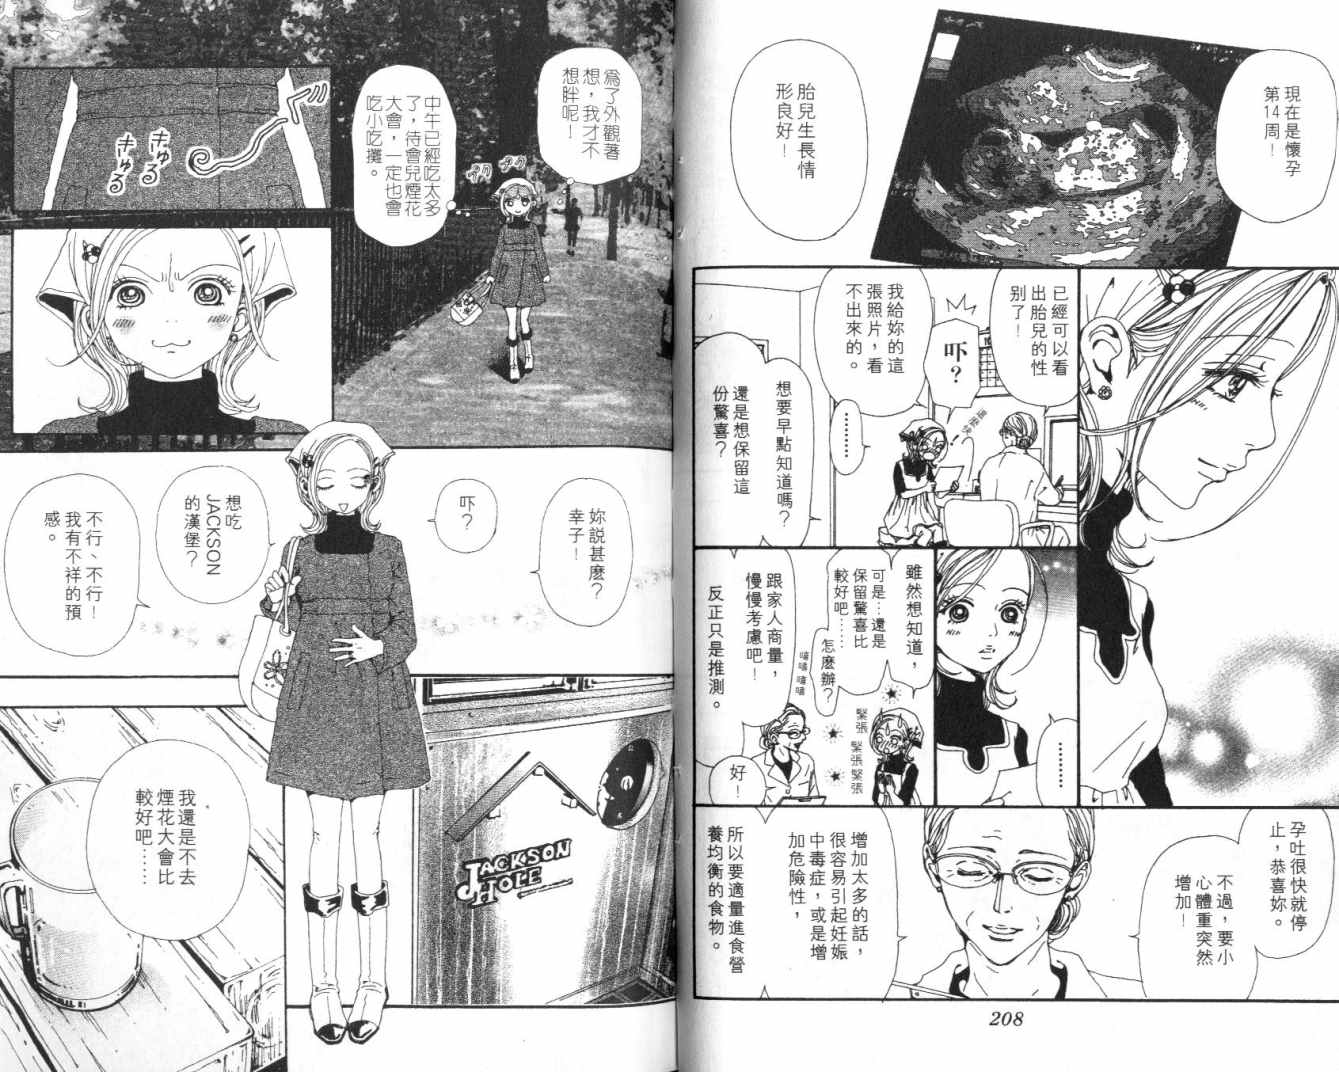 現在是懷孕
第14周！
胎兒生長情
形良好！
已經可以看
出胎兒的性
別了！
吓？
我給妳的這
張照片，看
不出來的。
………
想要早點知道嗎？
還是想保留這
份驚喜？
………
雖然想知道，
可是…還是
保留驚喜比
較好吧……
怎麼辦？
嘻嘻嘻嘻
緊張
緊張緊張
跟家人商量，
慢慢考慮吧！
反正只是推測。
好！
孕吐很快就停
止，恭喜妳。
不過，要小
心體重突然
增加！
增加太多的話，
很容易引起妊娠
中毒症，或是增
加危險性，
所以要適量進食營
養均衡的食物。
208
為了外觀著
想，我才不
想胖呢！
中午已經吃太多
了，待會兒煙花
大會，一定也會
吃小吃攤。
きゅる
きゅる
妳說甚麼？
幸子！
吓？
想吃
JACKSON
的漢堡？
不行、不行！
我有不祥的預
感。
JACKSON
HOLE
我還是不去
煙花大會比
較好吧……